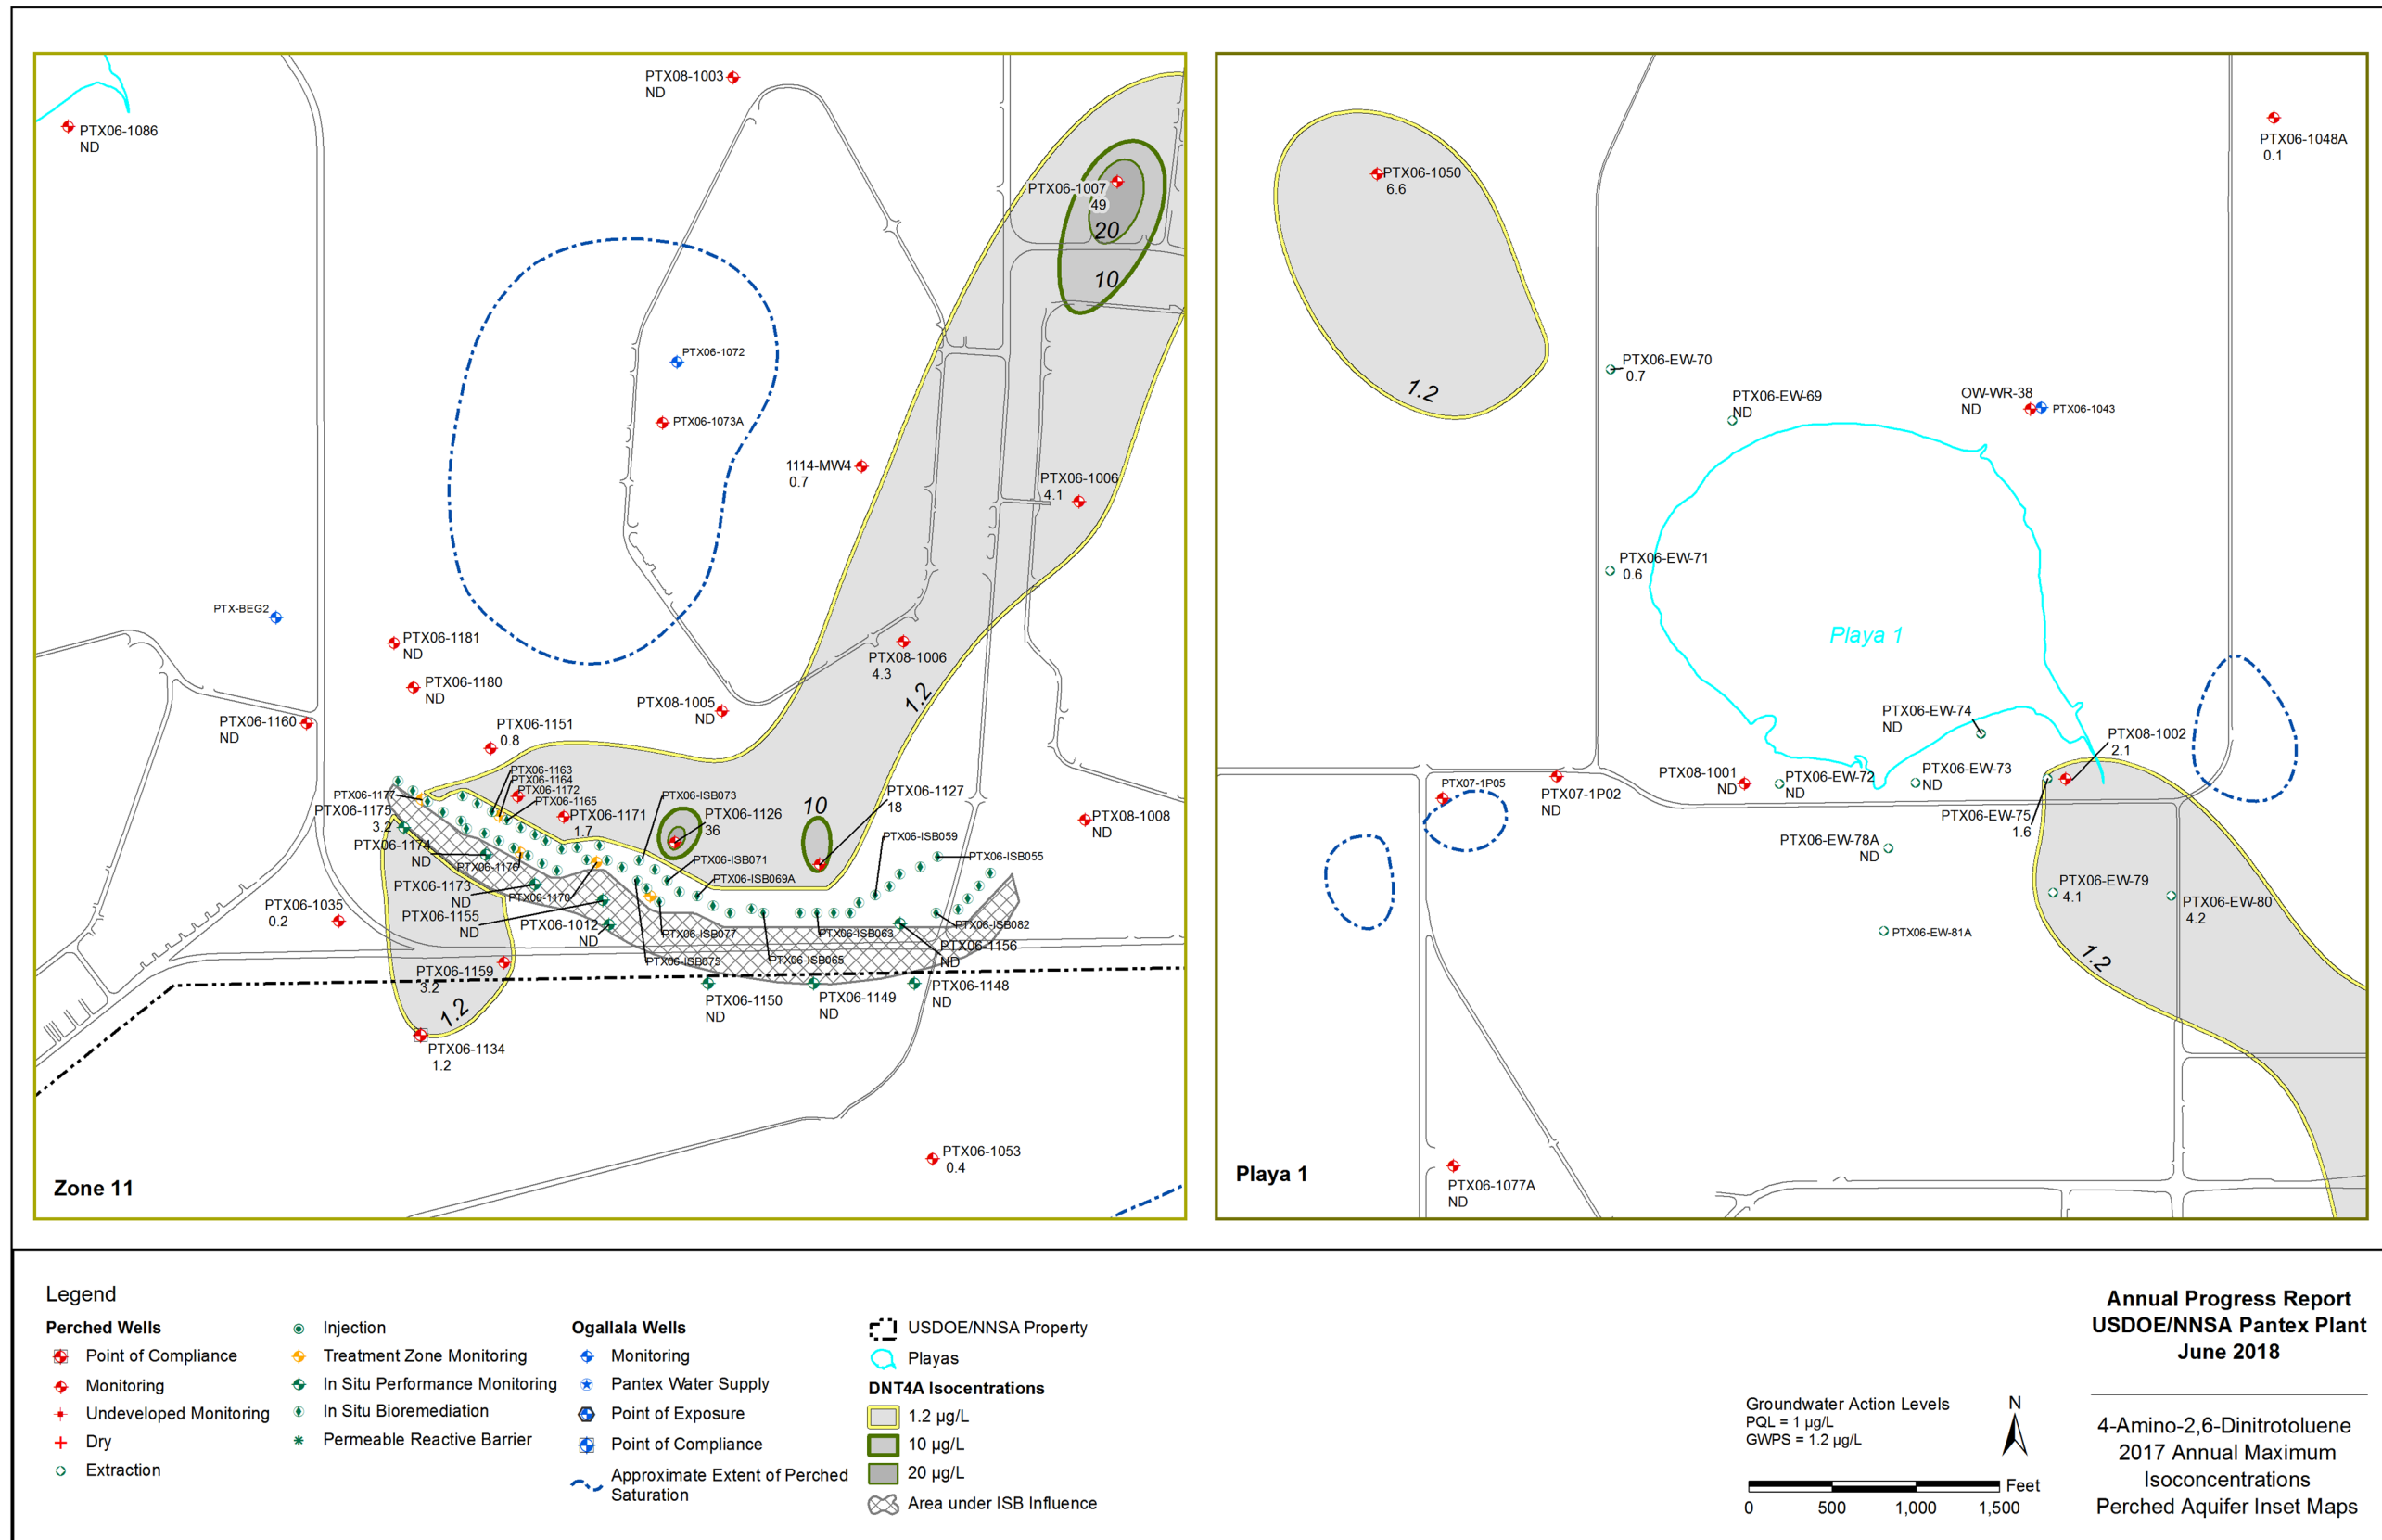 PTX08-1003
ND
PTX06-1086
ND
PTX06-1007
49
20
10
PTX06-1072
PTX06-1073A
1114-MW4
0.7
PTX06-1006
4.1
PTX-BEG2
PTX06-1181
ND
PTX06-1180
ND
PTX08-1006
4.3
1.2
PTX08-1005
ND
PTX06-1160
ND
PTX06-1151
0.8
PTX06-1163
PTX06-1164
PTX06-1172
PTX06-1165
PTX06-1177
PTX06-1175
3.2
PTX06-1171
1.7
PTX06-ISB073
PTX06-1126
36
10
PTX06-1127
18
PTX08-1008
ND
PTX06-ISB059
PTX06-ISB055
PTX06-1174
ND
PTX06-1176
PTX06-ISB071
PTX06-ISB069A
PTX06-1173
ND
PTX06-1170
PTX06-1035
0.2
PTX06-1155
ND
PTX06-1012
ND
PTX06-ISB077
PTX06-ISB063
PTX06-ISB082
PTX06-1156
ND
PTX06-ISB075
PTX06-ISB065
PTX06-1159
3.2
1.2
PTX06-1150
ND
PTX06-1149
ND
PTX06-1148
ND
PTX06-1134
1.2
PTX06-1053
0.4
Zone 11
PTX06-1050
6.6
1.2
PTX06-1048A
0.1
PTX06-EW-70
0.7
PTX06-EW-69
ND
OW-WR-38
ND
PTX06-1043
PTX06-EW-71
0.6
Playa 1
PTX06-EW-74
ND
PTX08-1002
2.1
PTX07-1P05
PTX07-1P02
ND
PTX08-1001
ND
PTX06-EW-72
ND
PTX06-EW-73
ND
PTX06-EW-75
1.6
PTX06-EW-78A
ND
PTX06-EW-79
4.1
PTX06-EW-80
4.2
PTX06-EW-81A
1.2
PTX06-1077A
ND
Playa 1
Legend
Perched Wells
Point of Compliance
Monitoring
Undeveloped Monitoring
Dry
Extraction
Injection
Treatment Zone Monitoring
In Situ Performance Monitoring
In Situ Bioremediation
Permeable Reactive Barrier
Ogallala Wells
Monitoring
Pantex Water Supply
Point of Exposure
Point of Compliance
Approximate Extent of Perched
Saturation
USDOE/NNSA Property
Playas
DNT4A Isocentrations
1.2 µg/L
10 µg/L
20 µg/L
Area under ISB Influence
Groundwater Action Levels
PQL = 1 µg/L
GWPS = 1.2 µg/L
N
Feet
0 500 1,000 1,500
Annual Progress Report
USDOE/NNSA Pantex Plant
June 2018
4-Amino-2,6-Dinitrotoluene
2017 Annual Maximum
Isoconcentrations
Perched Aquifer Inset Maps